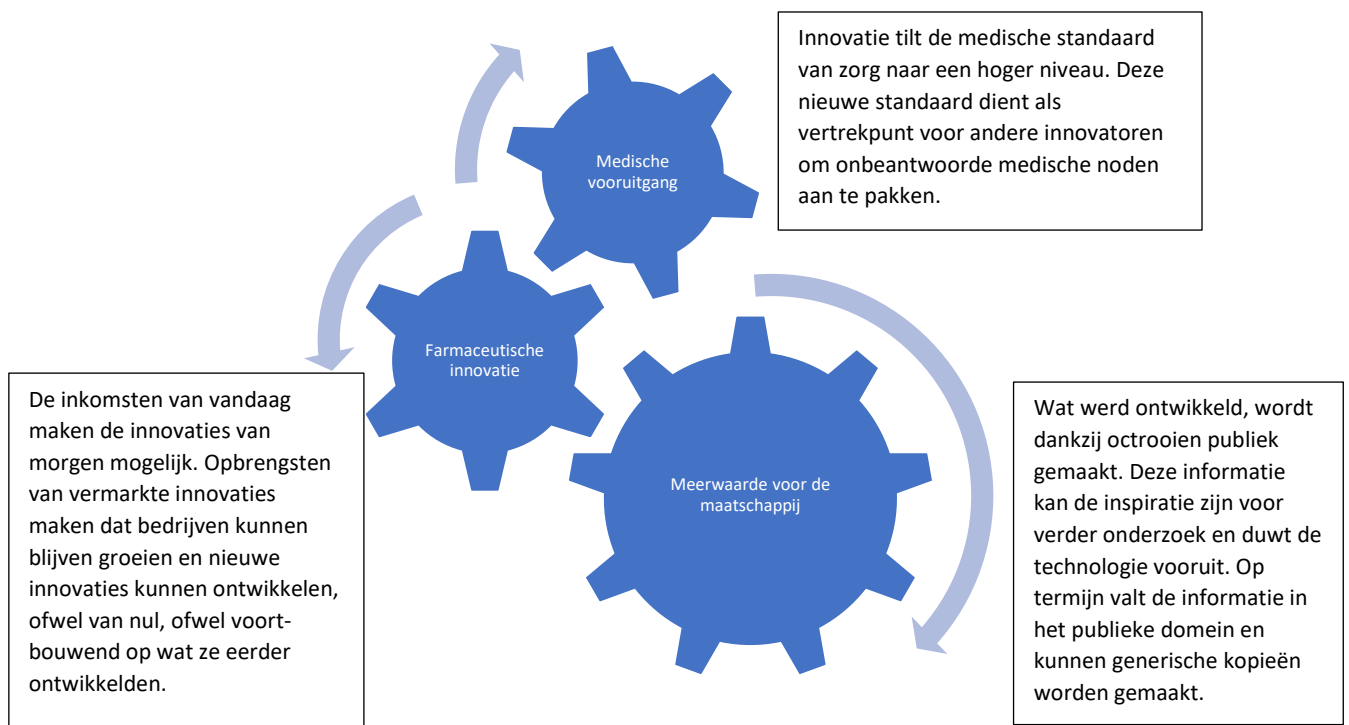 Innovatie tilt de medische standaard
van zorg naar een hoger niveau. Deze
nieuwe standaard dient als
vertrekpunt voor andere innovatoren
om onbeantwoorde medische noden
aan te pakken.
Medische
vooruitgang
Farmaceutische
innovatie
De inkomsten van vandaag
maken de innovaties van
morgen mogelijk. Opbrengsten
van vermarkte innovaties
maken dat bedrijven kunnen
blijven groeien en nieuwe
innovaties kunnen ontwikkelen,
ofwel van nul, ofwel voort-
bouwend op wat ze eerder
ontwikkelden.
Meerwaarde voor de
maatschappij
Wat werd ontwikkeld, wordt
dankzij octrooien publiek
gemaakt. Deze informatie
kan de inspiratie zijn voor
verder onderzoek en duwt de
technologie vooruit. Op
termijn valt de informatie in
het publieke domein en
kunnen generische kopieën
worden gemaakt.